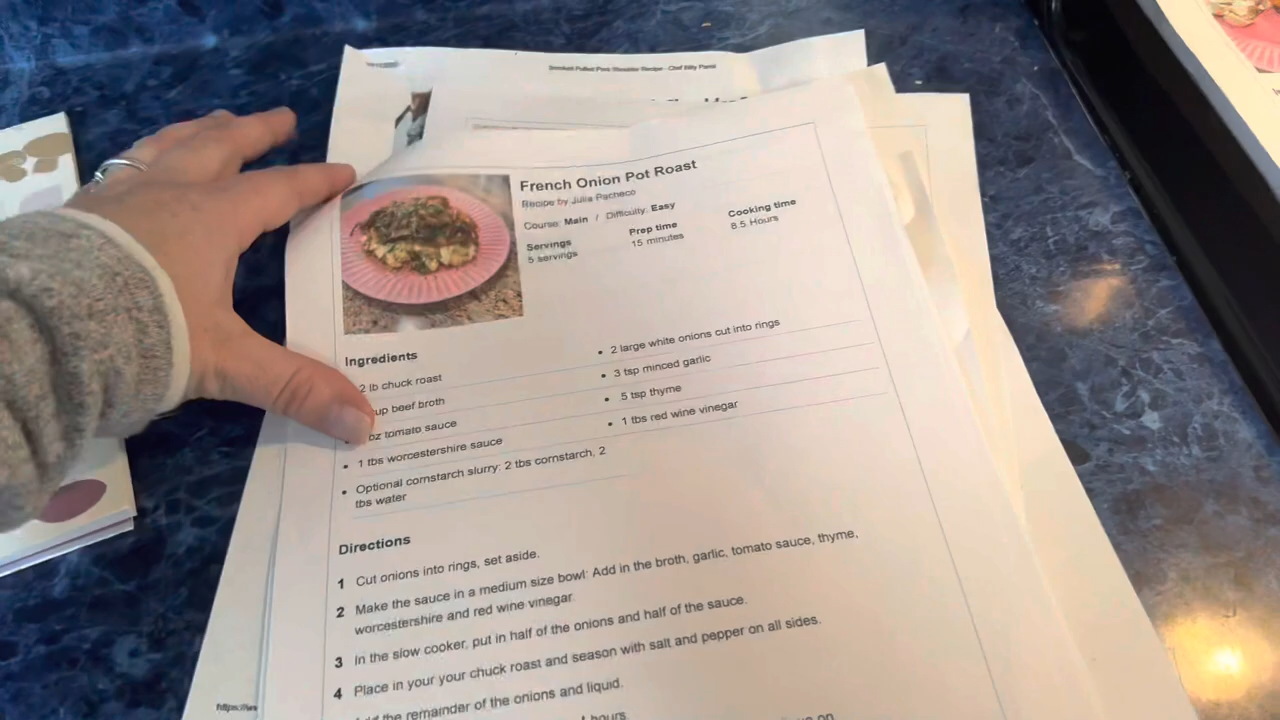 Smoked Pulled Pork Shoulder Recipe - Chef Billy Parisi
French Onion Pot Roast
Recipe by Julia Pacheco
Course: Main / Difficulty: Easy
Servings
5 servings
Prep time
15 minutes
Cooking time
8.5 Hours
Ingredients
2 lb chuck roast
up beef broth
oz tomato sauce
• 1 tbs worcestershire sauce
• Optional cornstarch slurry: 2 tbs cornstarch, 2
tbs water
• 2 large white onions cut into rings
• 3 tsp minced garlic
• 5 tsp thyme
• 1 tbs red wine vinegar
Directions
1 Cut onions into rings, set aside.
2 Make the sauce in a medium size bowl: Add in the broth, garlic, tomato sauce, thyme,
worcestershire and red wine vinegar.
3 In the slow cooker, put in half of the onions and half of the sauce.
4 Place in your your chuck roast and season with salt and pepper on all sides.
the remainder of the onions and liquid.
hours
https://w